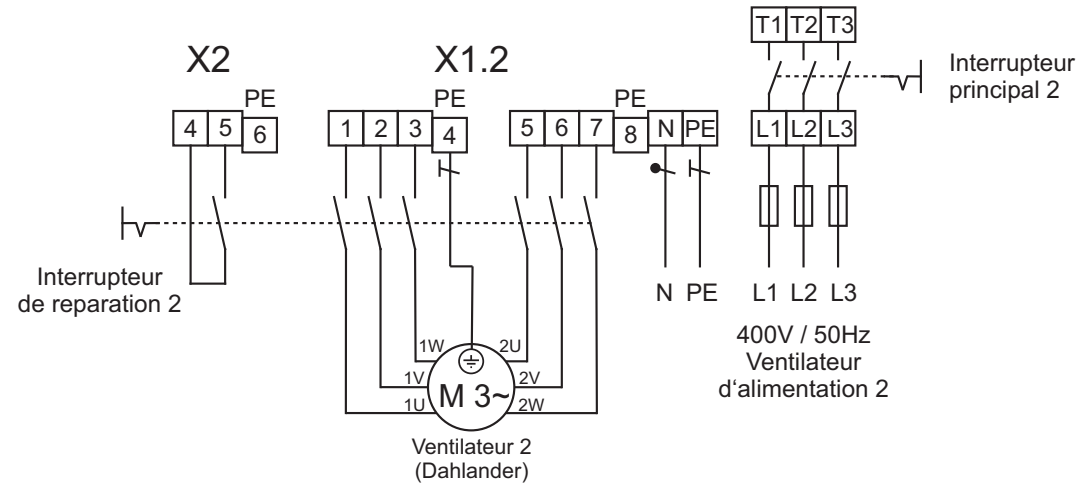 T1 T2 T3
X2 X1.2
Interrupteur
principal 2
PE PE PE
4 5 6 1 2 3 4 5 6 7 8 N PE L1 L2 L3
Interrupteur
de reparation 2
N PE L1 L2 L3
400V / 50Hz
Ventilateur
d‘alimentation 2
1W 2U
1V 2V
M 3~
1U 2W
Ventilateur 2
(Dahlander)